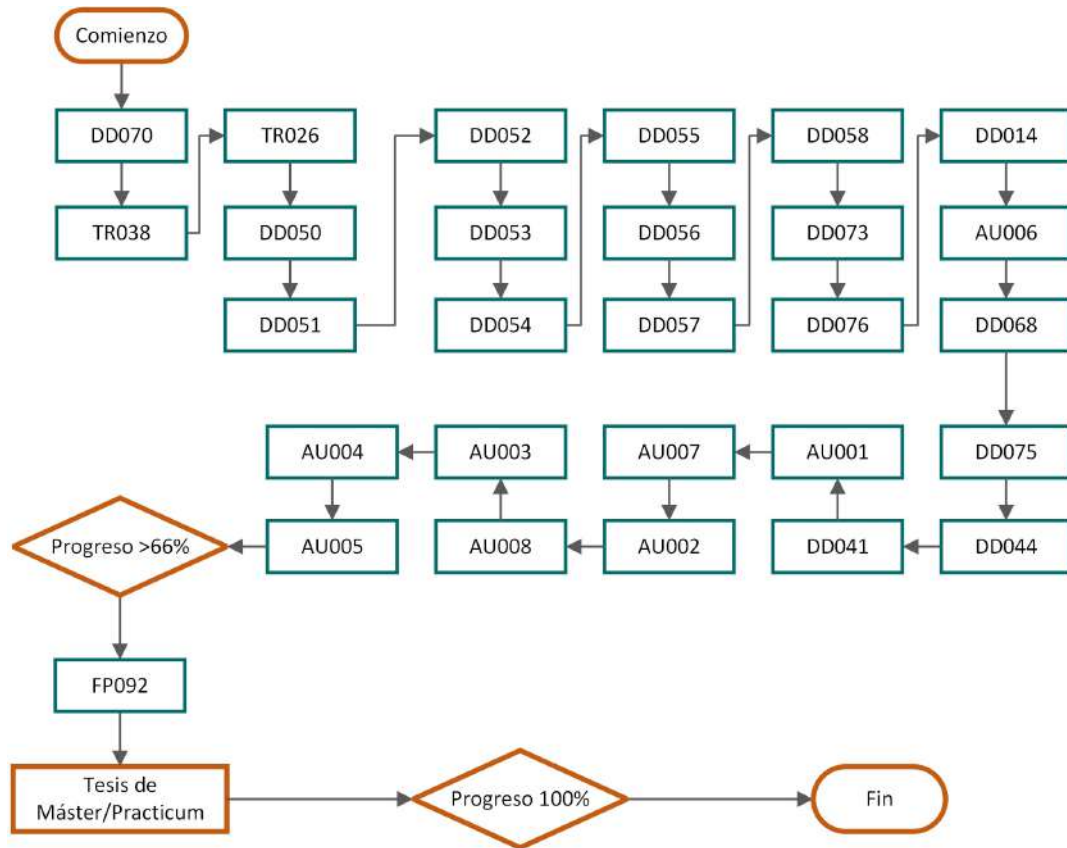 Comienzo
DD070
TR038
TR026
DD050
DD051
DD052
DD053
DD054
DD055
DD056
DD057
DD058
DD073
DD076
DD014
AU006
DD068
DD075
DD044
DD041
AU001
AU007
AU002
AU008
AU003
AU004
AU005
Progreso >66%
FP092
Tesis de
Máster/Practicum
Progreso 100%
Fin